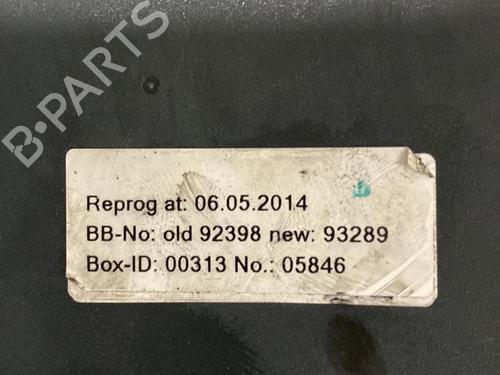 B-PARTS
Reprog at: 06.05.2014
BB-No: old 92398 new: 93289
Box-ID: 00313 No.: 05846